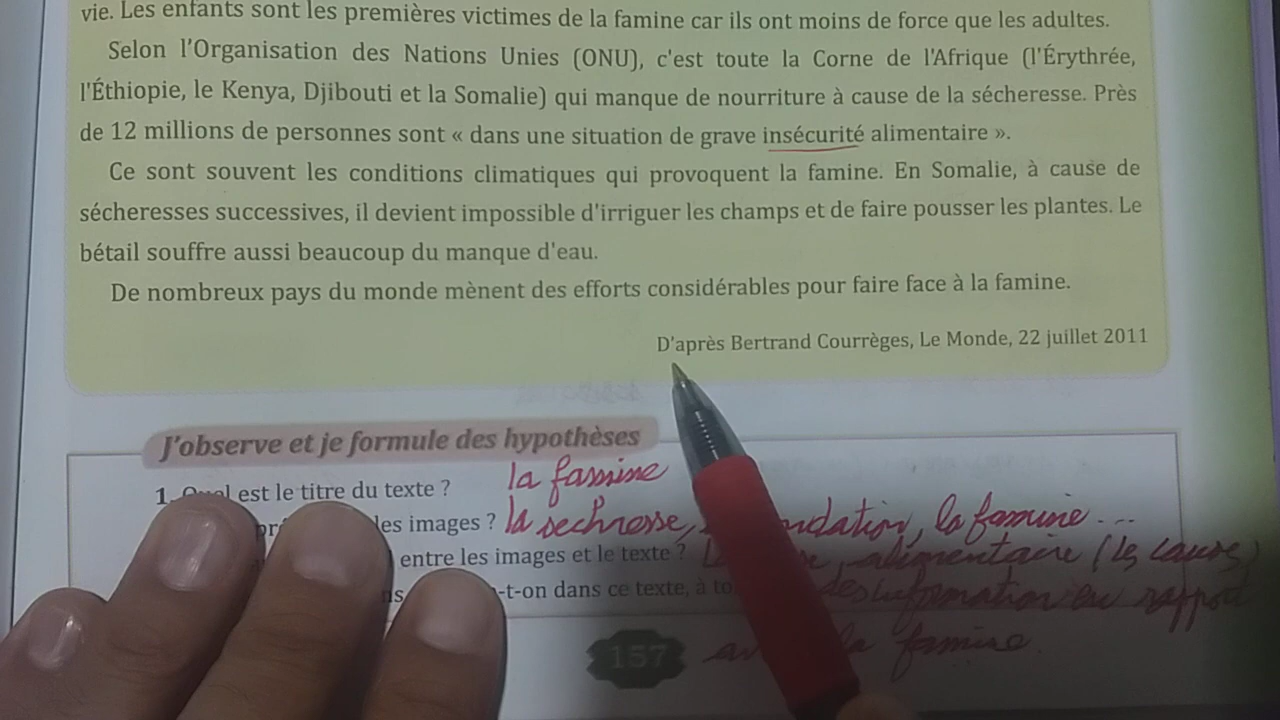 vie. Les enfants sont les premières victimes de la famine car ils ont moins de force que les adultes.
Selon l'Organisation des Nations Unies (ONU), c'est toute la Corne de l'Afrique (l'Érythrée,
l'Éthiopie, le Kenya, Djibouti et la Somalie) qui manque de nourriture à cause de la sécheresse. Près
de 12 millions de personnes sont « dans une situation de grave insécurité alimentaire ».
Ce sont souvent les conditions climatiques qui provoquent la famine. En Somalie, à cause de
sécheresses successives, il devient impossible d'irriguer les champs et de faire pousser les plantes. Le
bétail souffre aussi beaucoup du manque d'eau.
De nombreux pays du monde mènent des efforts considérables pour faire face à la famine.
D'après Bertrand Courrèges, Le Monde, 22 juillet 2011
J'observe et je formule des hypothèses
1. Quel est le titre du texte ? la famine
les images ? la sechresse, la famine...
entre les images et le texte ? alimentaire (les causes)
-t-on dans ce texte, à des information en rapport
157 la famine